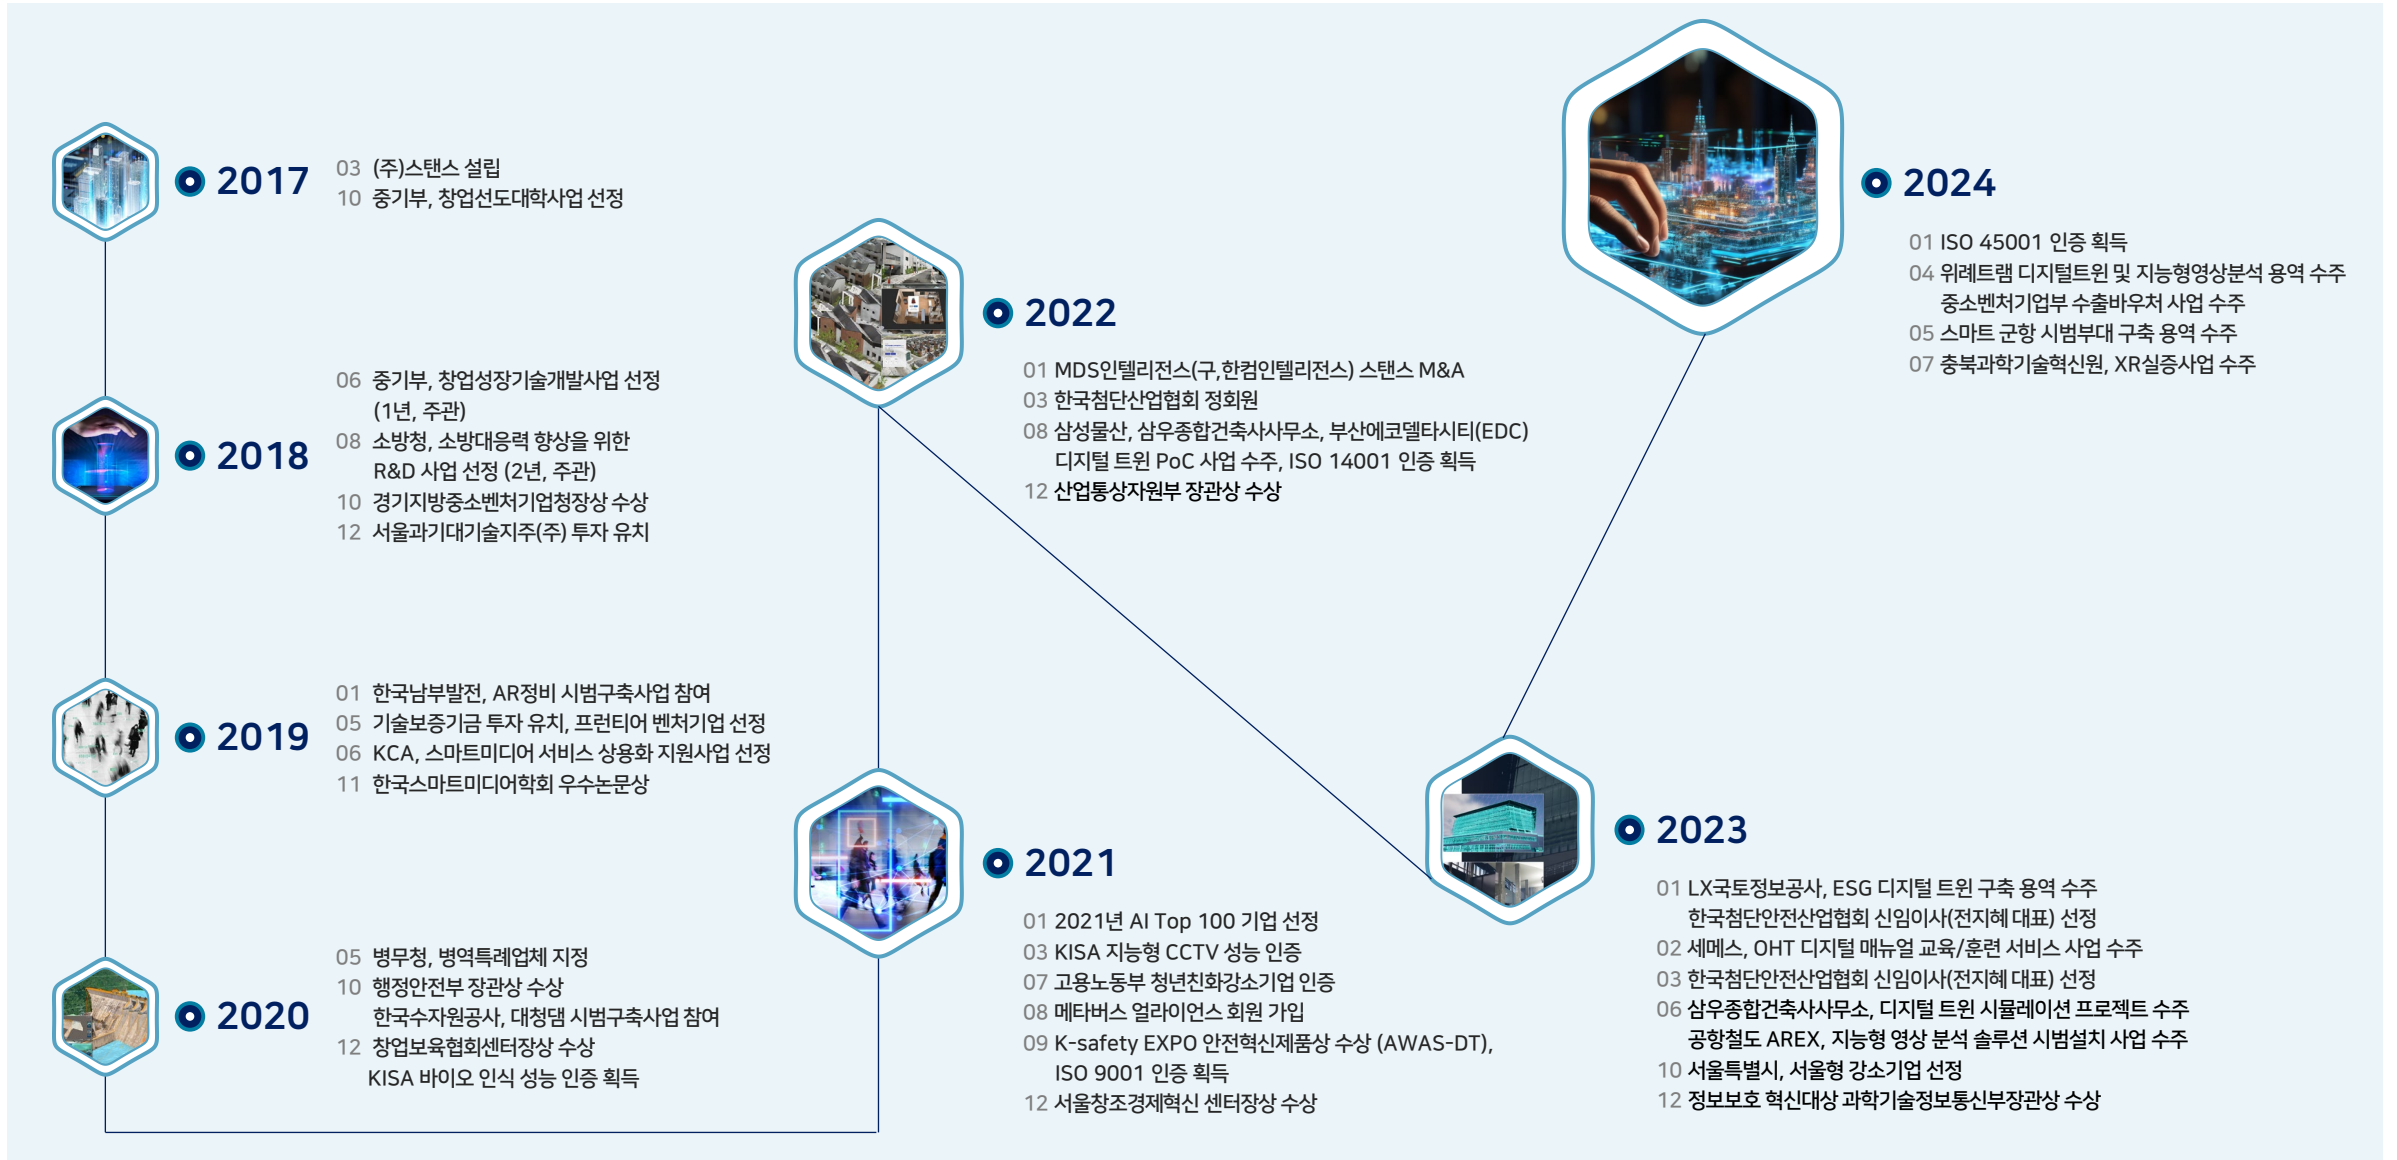 2017
03 (주)스탠스 설립
10 중기부, 창업선도대학사업 선정
2018
06 중기부, 창업성장기술개발사업 선정
(1년, 주관)
08 소방청, 소방대응력 향상을 위한
R&D 사업 선정 (2년, 주관)
10 경기지방중소벤처기업청장상 수상
12 서울과기대기술지주(주) 투자 유치
2019
01 한국남부발전, AR정비 시범구축사업 참여
05 기술보증기금 투자 유치, 프런티어 벤처기업 선정
06 KCA, 스마트미디어 서비스 상용화 지원사업 선정
11 한국스마트미디어학회 우수논문상
2020
05 병무청, 병역특례업체 지정
10 행정안전부 장관상 수상
한국수자원공사, 대청댐 시범구축사업 참여
12 창업보육협회센터장상 수상
KISA 바이오 인식 성능 인증 획득
2021
01 2021년 AI Top 100 기업 선정
03 KISA 지능형 CCTV 성능 인증
07 고용노동부 청년친화강소기업 인증
08 메타버스 얼라이언스 회원 가입
09 K-safety EXPO 안전혁신제품상 수상 (AWAS-DT),
ISO 9001 인증 획득
12 서울창조경제혁신 센터장상 수상
2022
01 MDS인텔리전스(구,한컴인텔리전스) 스탠스 M&A
03 한국첨단산업협회 정회원
08 삼성물산, 삼우종합건축사사무소, 부산에코델타시티(EDC)
디지털 트윈 PoC 사업 수주, ISO 14001 인증 획득
12 산업통상자원부 장관상 수상
2023
01 LX국토정보공사, ESG 디지털 트윈 구축 용역 수주
한국첨단안전산업협회 신임이사(전지혜 대표) 선정
02 세메스, OHT 디지털 매뉴얼 교육/훈련 서비스 사업 수주
03 한국첨단안전산업협회 신임이사(전지혜 대표) 선정
06 삼우종합건축사사무소, 디지털 트윈 시뮬레이션 프로젝트 수주
공항철도 AREX, 지능형 영상 분석 솔루션 시범설치 사업 수주
10 서울특별시, 서울형 강소기업 선정
12 정보보호 혁신대상 과학기술정보통신부장관상 수상
2024
01 ISO 45001 인증 획득
04 위례트램 디지털트윈 및 지능형영상분석 용역 수주
중소벤처기업부 수출바우처 사업 수주
05 스마트 군항 시범부대 구축 용역 수주
07 충북과학기술혁신원, XR실증사업 수주